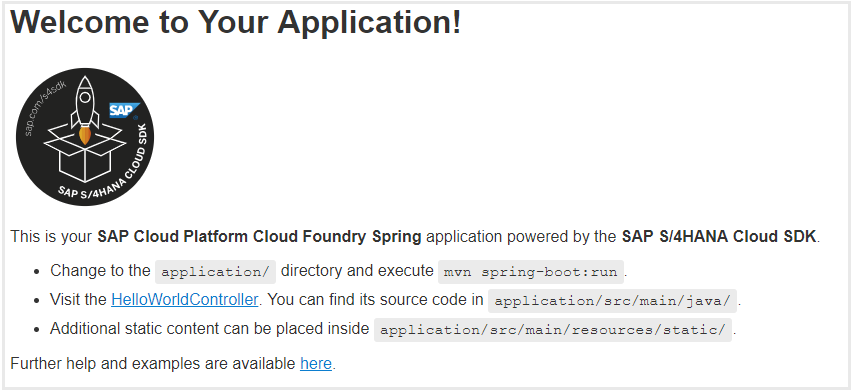 Welcome to Your Application!
sap.com/s4sdk
SAP
SAP S/4HANA CLOUD SDK
This is your SAP Cloud Platform Cloud Foundry Spring application powered by the SAP S/4HANA Cloud SDK.
Change to the application/ directory and execute mvn spring-boot:run.
Visit the HelloWorldController. You can find its source code in application/src/main/java/.
Additional static content can be placed inside application/src/main/resources/static/.
Further help and examples are available here.